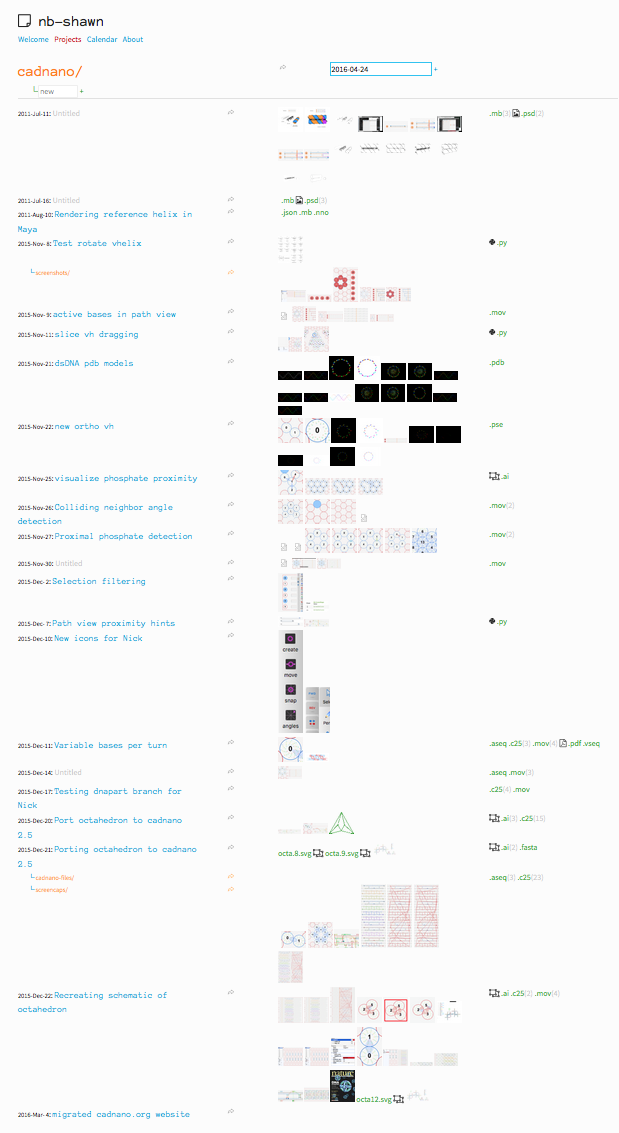 nb-shawn
Welcome Projects Calendar About
cadnano/
2016-04-24 +
new +
2011-Jul-11: Untitled .mb(3) .psd(2)
2011-Jul-16: Untitled .mb .psd(3)
2011-Aug-10: Rendering reference helix in .json .mb .nno
Maya
2015-Nov- 8: Test rotate vhelix .py
screenshots/
2015-Nov- 9: active bases in path view .mov
2015-Nov-11: slice vh dragging .py
2015-Nov-21: dsDNA pdb models .pdb
2015-Nov-22: new ortho vh 0 .pse
2015-Nov-25: visualize phosphate proximity .ai
2015-Nov-26: Colliding neighbor angle .mov(2)
detection
2015-Nov-27: Proximal phosphate detection .mov(2)
2015-Nov-30: Untitled .mov
2015-Dec- 2: Selection filtering
2015-Dec- 7: Path view proximity hints .py
2015-Dec-10: New icons for Nick
create
move
snap
angles
2015-Dec-11: Variable bases per turn 0 .aseq .c25(3) .mov(4) .pdf .vseq
2015-Dec-14: Untitled .aseq .mov(3)
2015-Dec-17: Testing dnapart branch for .c25(4) .mov
Nick
2015-Dec-20: Port octahedron to cadnano .ai(3) .c25(15)
2.5
2015-Dec-21: Porting octahedron to cadnano octa.8.svg octa.9.svg .ai(2) .fasta
2.5
cadnano-files/ .aseq(3) .c25(23)
screencaps/
2015-Dec-22: Recreating schematic of .ai .c25(2) .mov(4)
octahedron
1
0
octa12.svg
2016-Mar- 4: migrated cadnano.org website